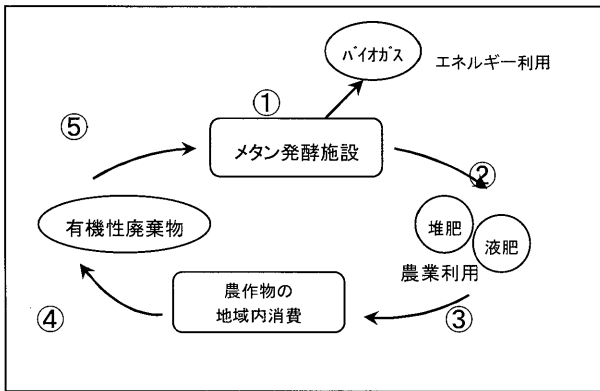 バイオガス
エネルギー利用
①
⑤
メタン発酵施設
②
有機性廃棄物
堆肥
液肥
農業利用
農作物の
地域内消費
④
③